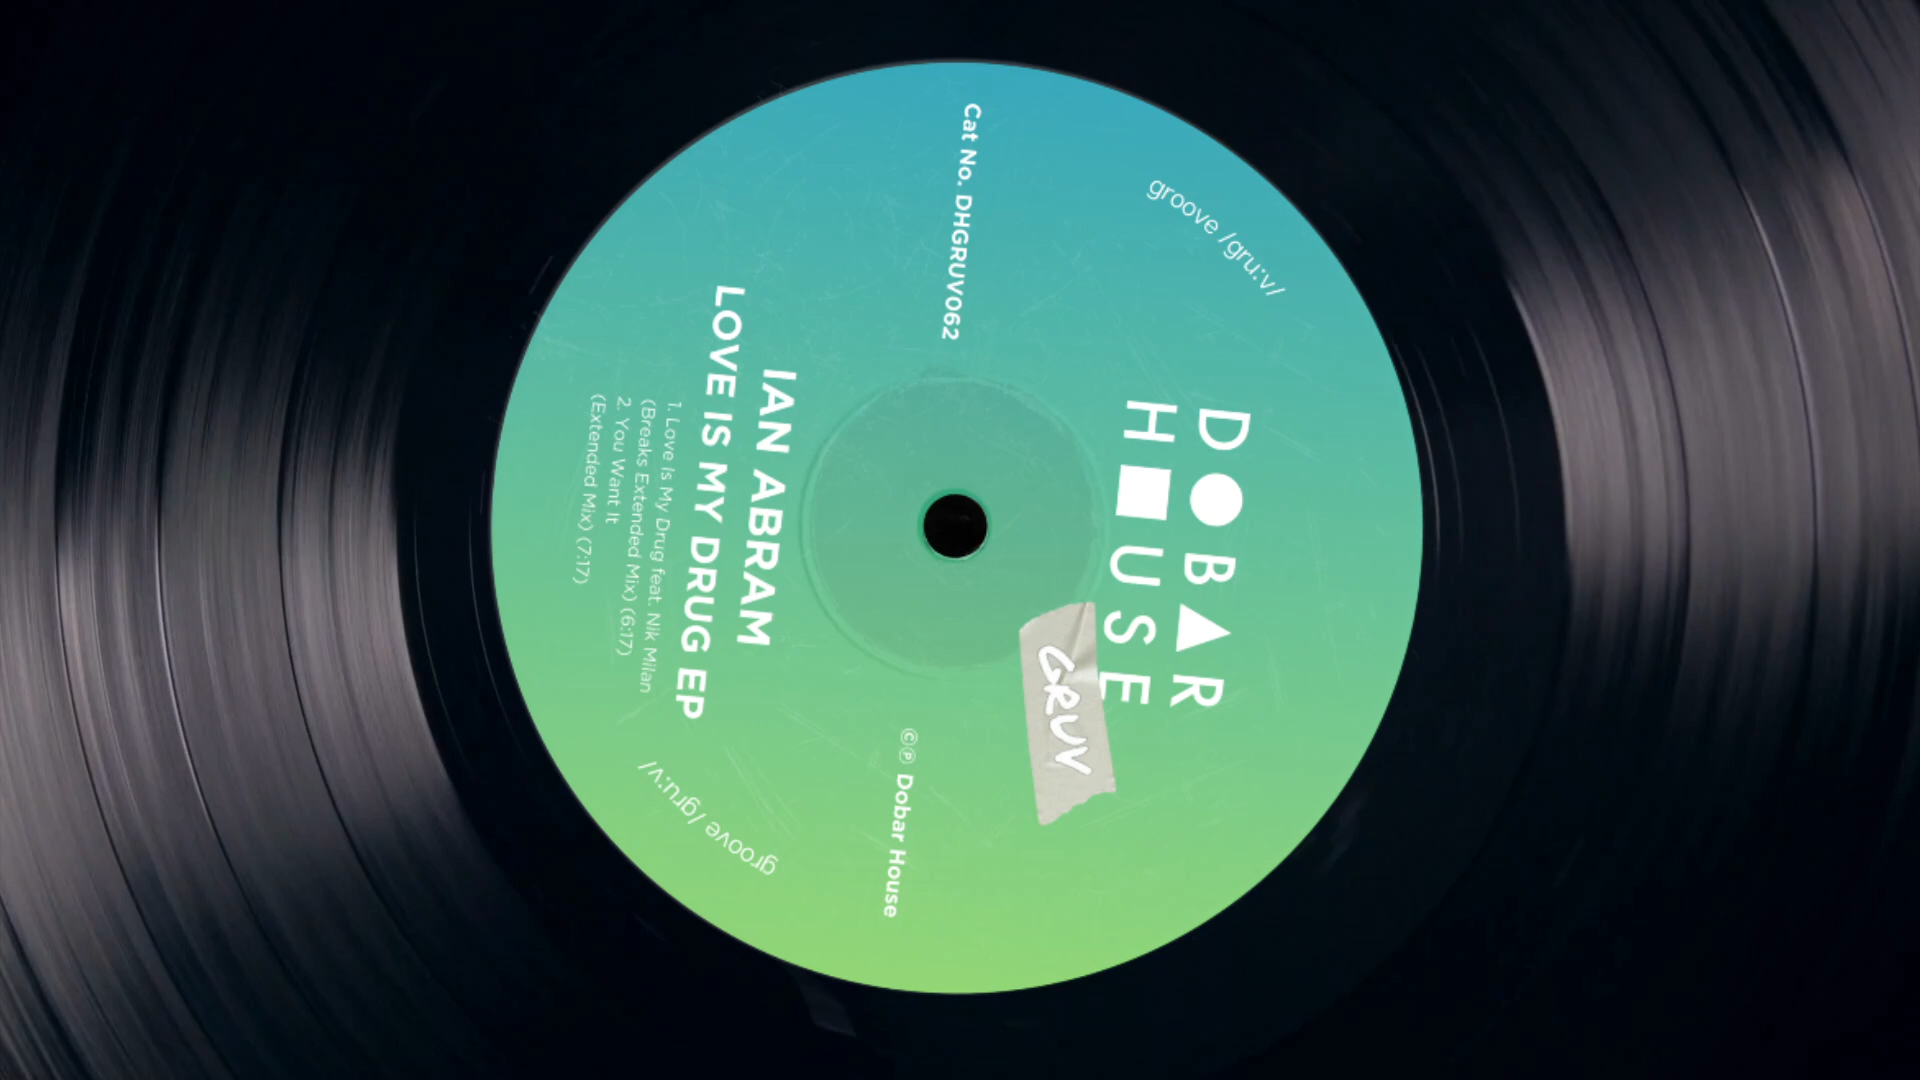 groove /gru:v/
D●BAR
H■USE
GRUV
Cat No. DHGRUV062
©℗ Dobar House
IAN ABRAM
LOVE IS MY DRUG EP
1. Love Is My Drug feat. Nik Milan
(Breaks Extended Mix) (6:17)
2. You Want It
(Extended Mix) (7:17)
groove /gru:v/